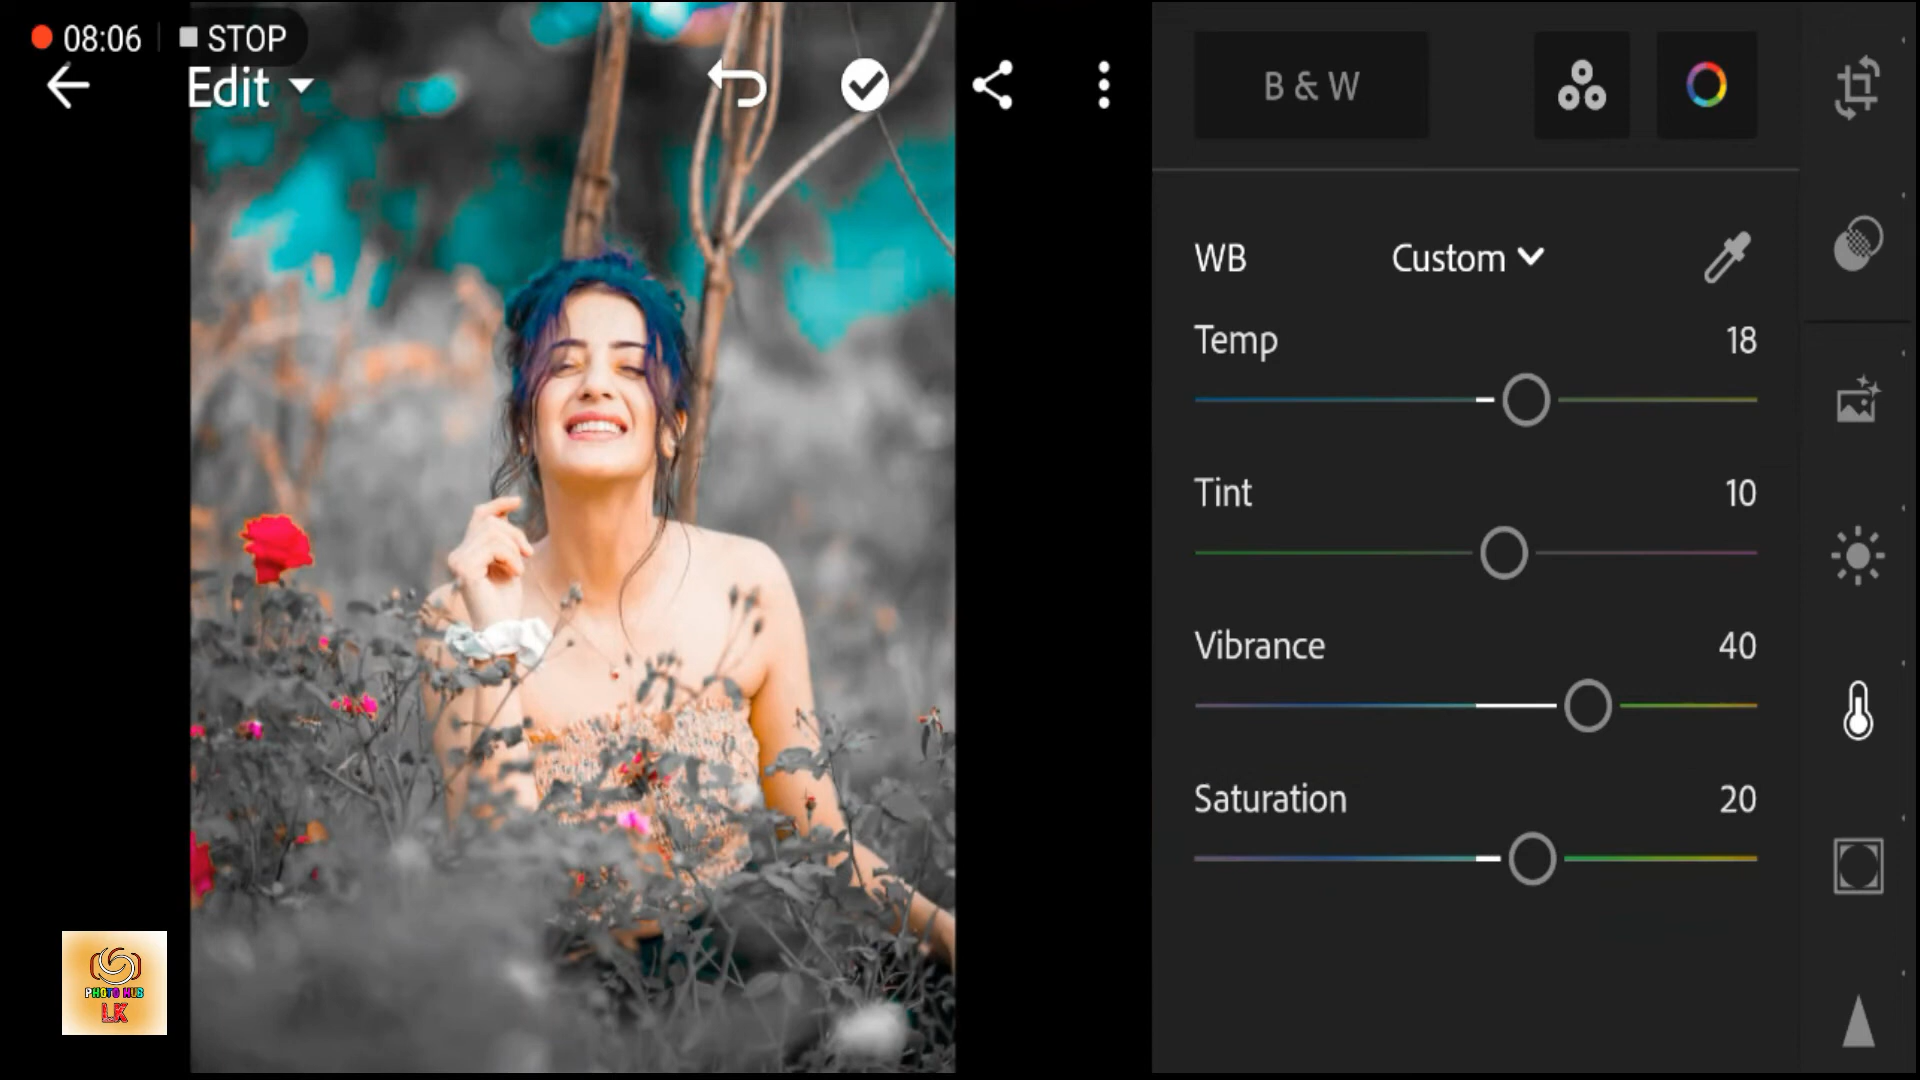 08:06 STOP
Edit
B & W
WB Custom
Temp 18
Tint 10
Vibrance 40
Saturation 20
PHOTO HUB
LK